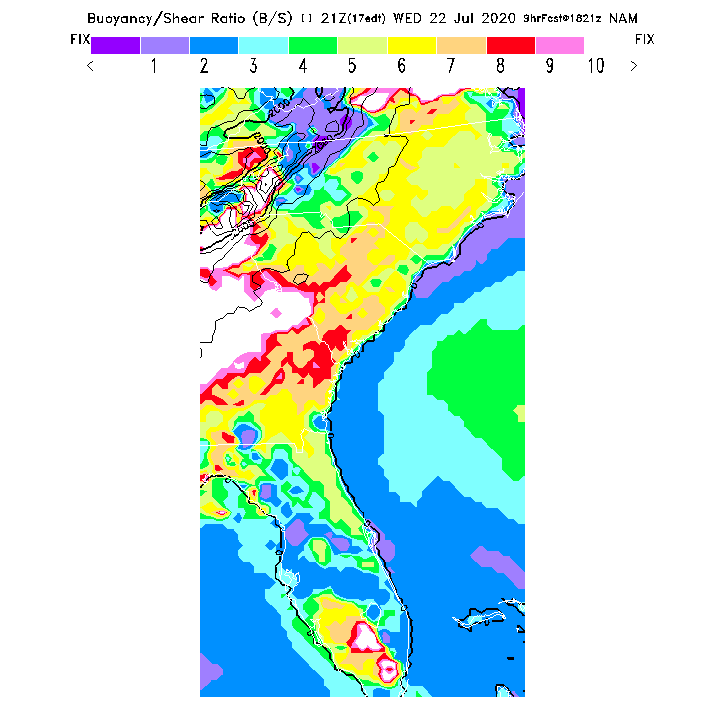 Buoyancy/Shear Ratio (B/S) [] 21Z(17edt) WED 22 Jul 2020 9hrFcst@1821z NAM
FIX FIX
< 1 2 3 4 5 6 7 8 9 10 >